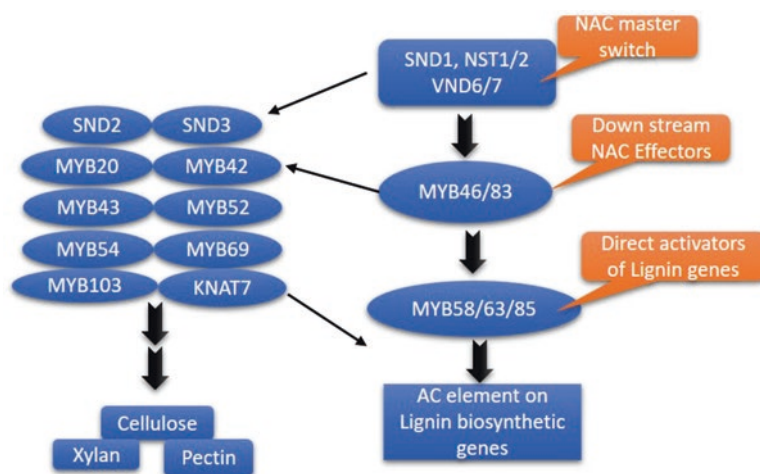 NAC master
switch
SND1, NST1/2
VND6/7
SND2
SND3
Down stream
NAC Effectors
MYB20
MYB42
MYB46/83
MYB43
MYB52
Direct activators
of Lignin genes
MYB54
MYB69
MYB103
KNAT7
MYB58/63/85
AC element on
Lignin biosynthetic
genes
Cellulose
Xylan
Pectin